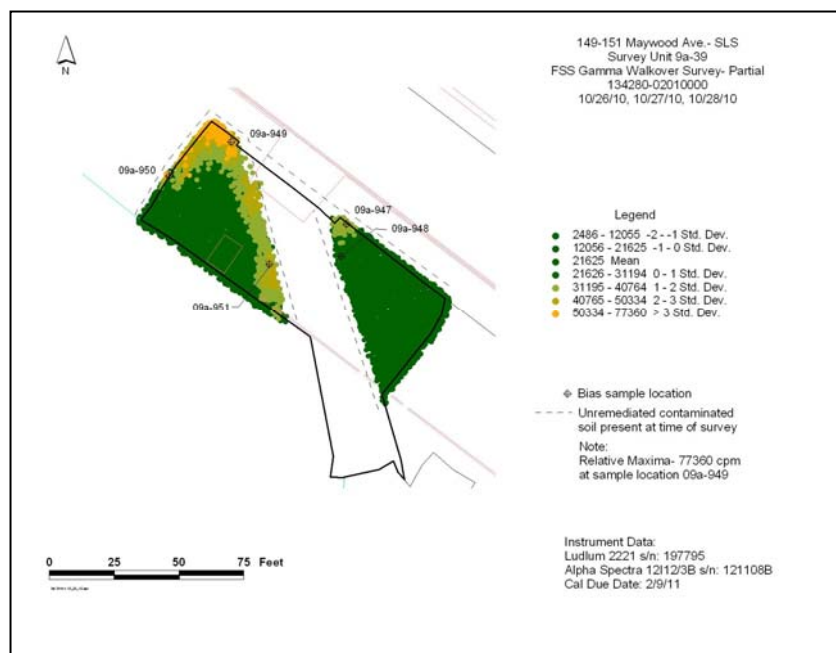 149-151 Maywood Ave.- SLS
Survey Unit 9a-39
FSS Gamma Walkover Survey- Partial
134280-02010000
10/26/10, 10/27/10, 10/28/10
N
09a-949
09a-950
09a-947
09a-948
09a-951
Legend
2486 - 12055 -2 - -1 Std. Dev.
12056 - 21625 -1 - 0 Std. Dev.
21625 Mean
21626 - 31194 0 - 1 Std. Dev.
31195 - 40764 1 - 2 Std. Dev.
40765 - 50334 2 - 3 Std. Dev.
50334 - 77360 > 3 Std. Dev.
Bias sample location
Unremediated contaminated
soil present at time of survey
Note:
Relative Maxima- 77360 cpm
at sample location 09a-949
Instrument Data:
Ludlum 2221 s/n: 197795
Alpha Spectra 12I12/3B s/n: 121108B
Cal Due Date: 2/9/11
0 25 50 75 Feet